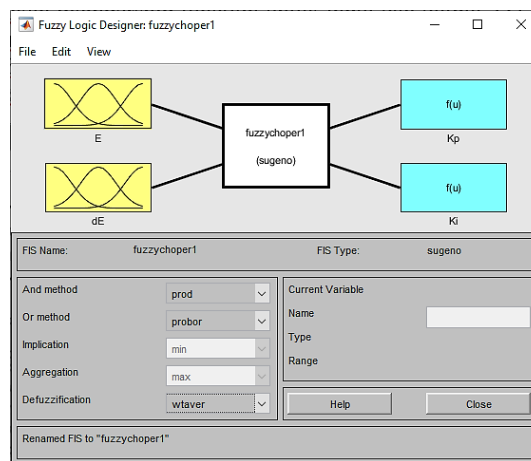 Fuzzy Logic Designer: fuzzychoper1
File Edit View
f(u)
fuzzychoper1
E
Kp
(sugeno)
f(u)
dE
Ki
FIS Name: fuzzychoper1 FIS Type: sugeno
And method prod
Or method probor
Implication min
Aggregation max
Defuzzification wtaver
Current Variable
Name
Type
Range
Help Close
Renamed FIS to "fuzzychoper1"